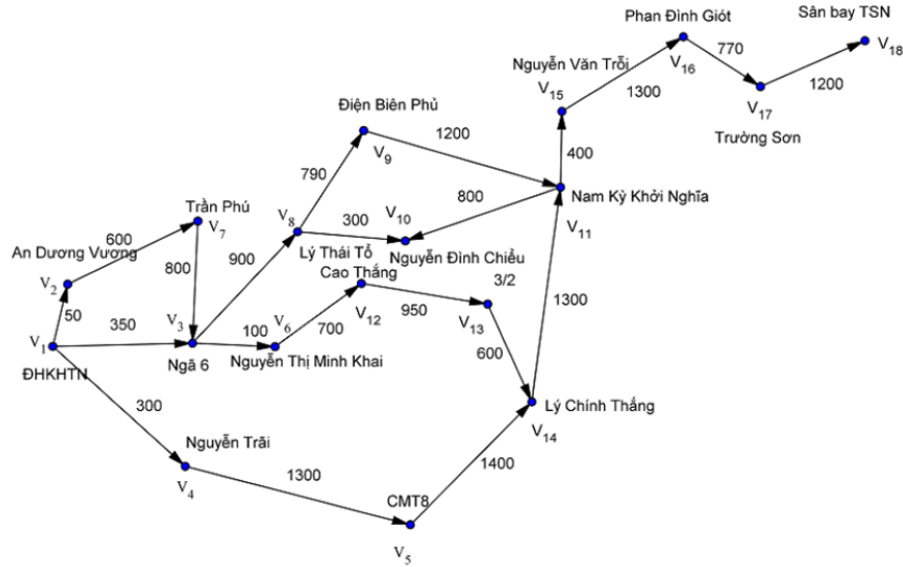 Sân bay TSN
Phan Đình Giót
V18
770
V16
1200
Nguyễn Văn Trỗi
1300
V15
V17
Điện Biên Phủ
Trường Sơn
1200
V9
400
790
800
Nam Kỳ Khởi Nghĩa
Trần Phú
V7
V8
300
V10
V11
600
An Dương Vương
900
Lý Thái Tổ
Nguyễn Đình Chiểu
800
Cao Thắng
3/2
V2
1300
50
350
V3
V6
V12
950
V13
100
700
V1
600
Ngã 6
Nguyễn Thị Minh Khai
ĐHKHTN
300
Lý Chính Thắng
V14
Nguyễn Trãi
1300
1400
V4
CMT8
V5